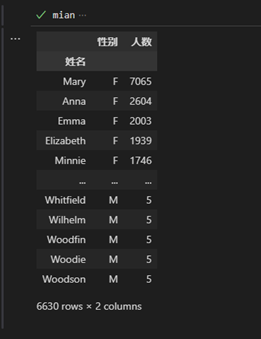 mian ...
...
性别 人数
姓名
Mary F 7065
Anna F 2604
Emma F 2003
Elizabeth F 1939
Minnie F 1746
... ... ...
Whitfield M 5
Wilhelm M 5
Woodfin M 5
Woodie M 5
Woodson M 5
6630 rows × 2 columns